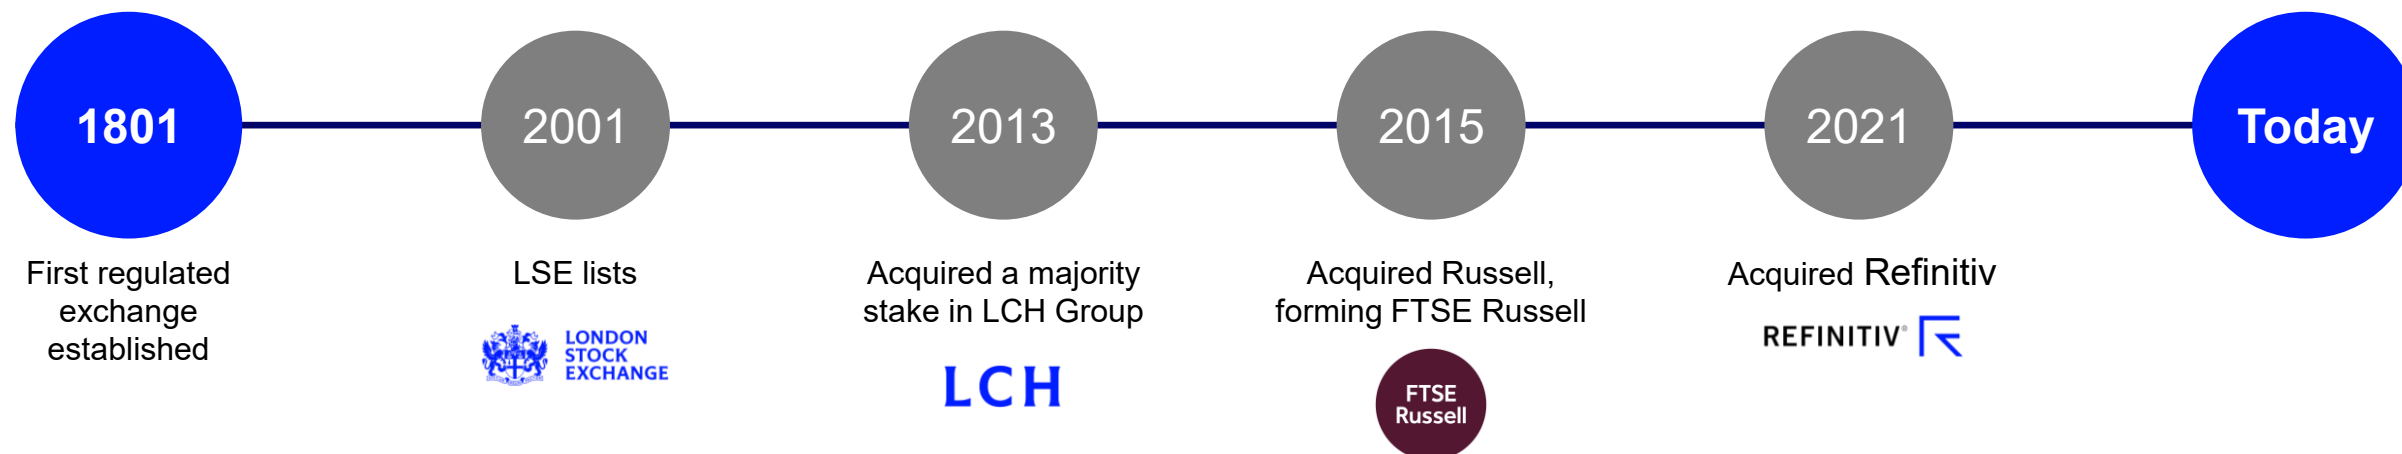 1801
2001
2013
2015
2021
Today
First regulated
exchange
established
LSE lists
LONDON
STOCK
EXCHANGE
Acquired a majority
stake in LCH Group
LCH
Acquired Russell,
forming FTSE Russell
FTSE
Russell
Acquired Refinitiv
REFINITIV®